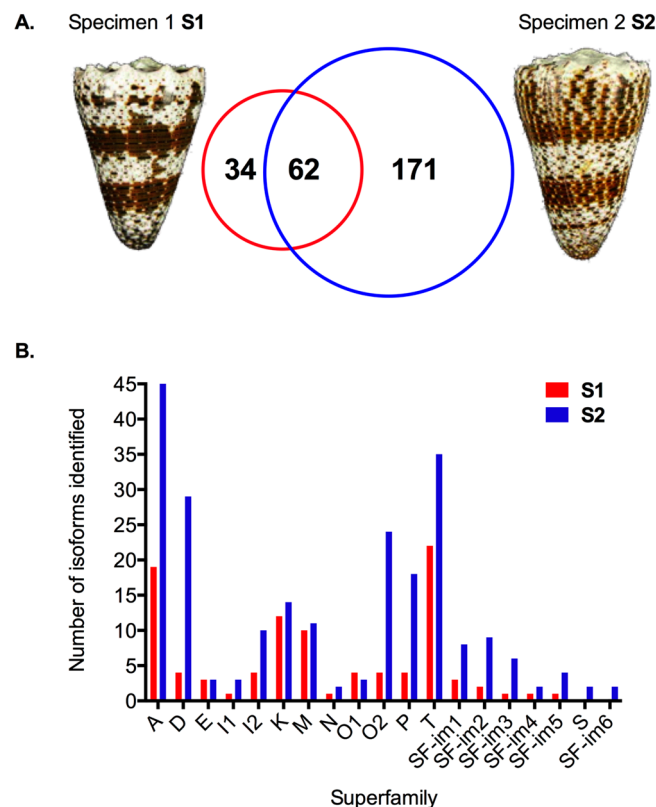 A.
Specimen 1 S1
Specimen 2 S2
34
62
171
B.
Number of isoforms identified
45
40
35
30
25
20
15
10
5
0
S1
S2
A
D
E
I1
I2
K
M
N
O1
O2
P
T
SF-im1
SF-im2
SF-im3
SF-im4
SF-im5
S
SF-im6
Superfamily